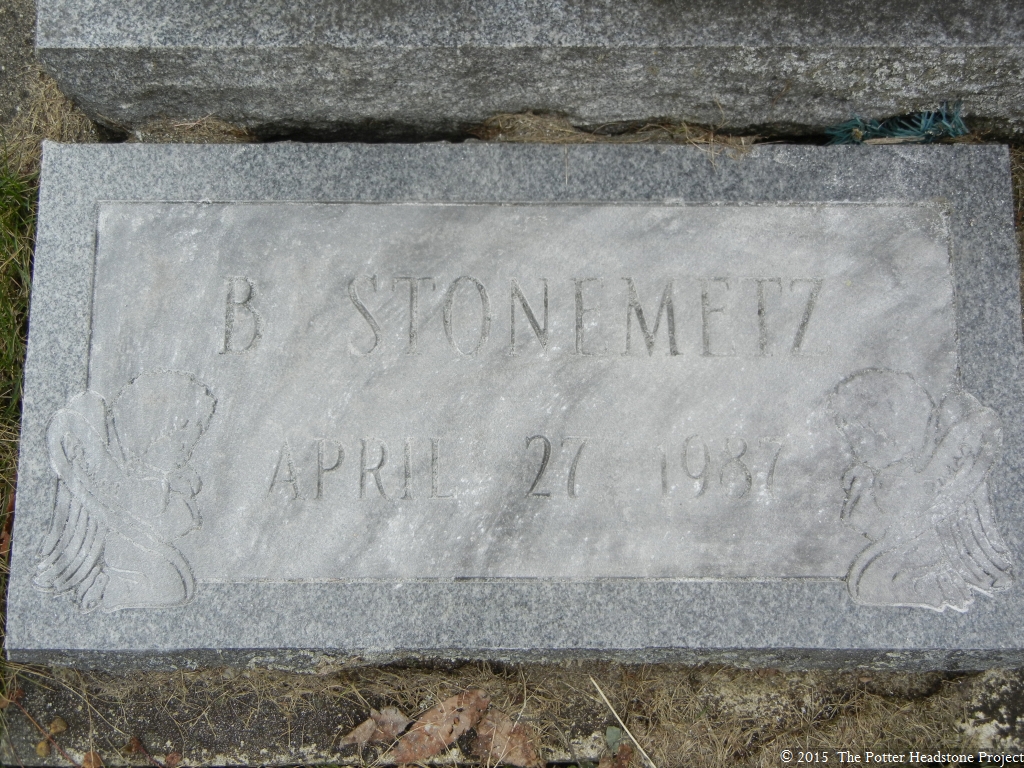 B STONEMETZ
APRIL 27 1987
© 2015 The Potter Headstone Project